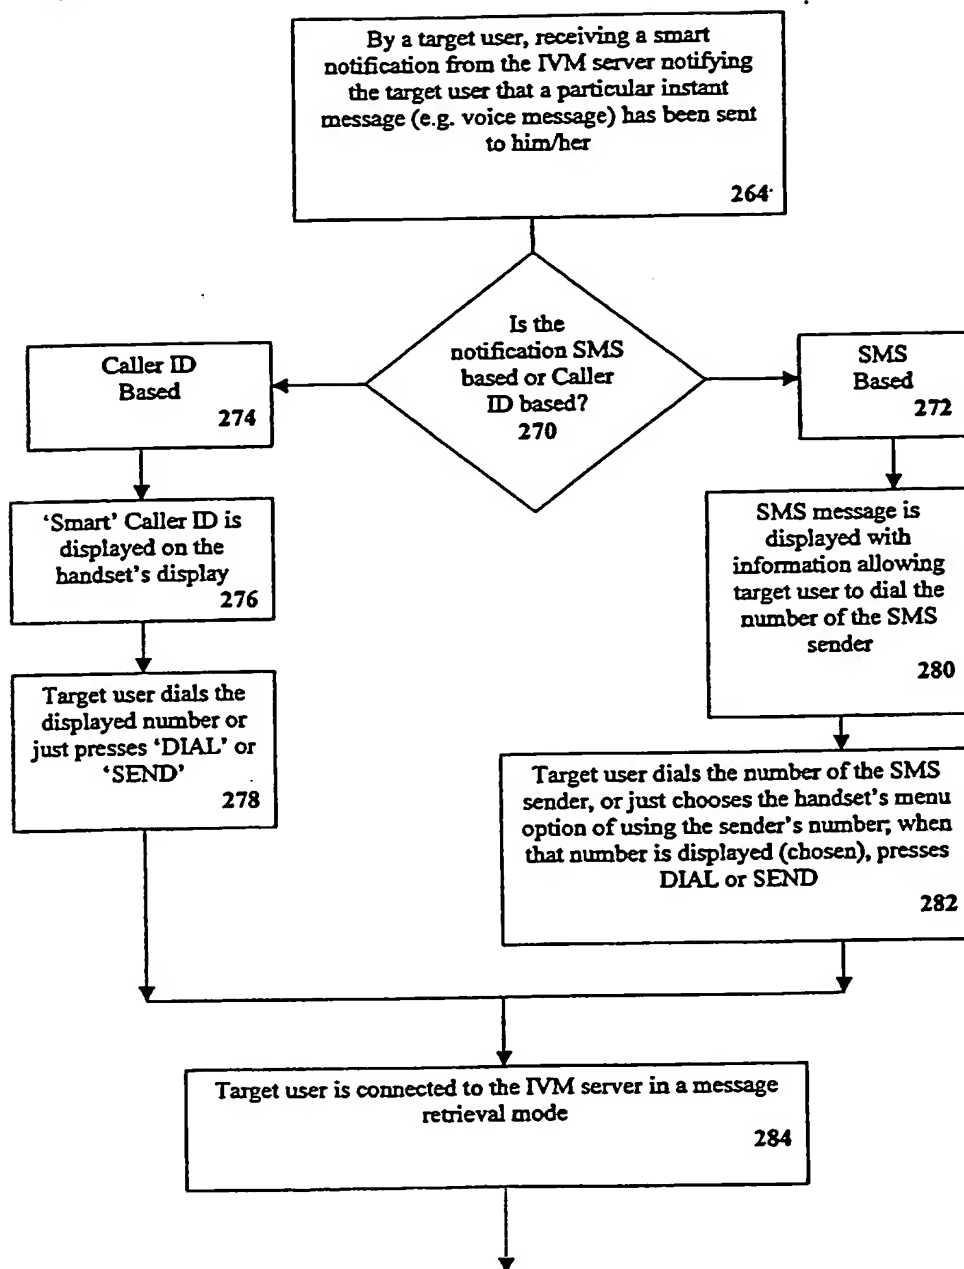 By a target user, receiving a smart
notification from the IVM server notifying
the target user that a particular instant
message (e.g. voice message) has been sent
to him/her
264
Is the
notification SMS
based or Caller
ID based?
270
Caller ID
Based
274
SMS
Based
272
‘Smart’ Caller ID is
displayed on the
handset’s display
276
SMS message is
displayed with
information allowing
target user to dial the
number of the SMS
sender
280
Target user dials the
displayed number or
just presses ‘DIAL’ or
‘SEND’
278
Target user dials the number of the SMS
sender, or just chooses the handset’s menu
option of using the sender’s number; when
that number is displayed (chosen), presses
DIAL or SEND
282
Target user is connected to the IVM server in a message
retrieval mode
284